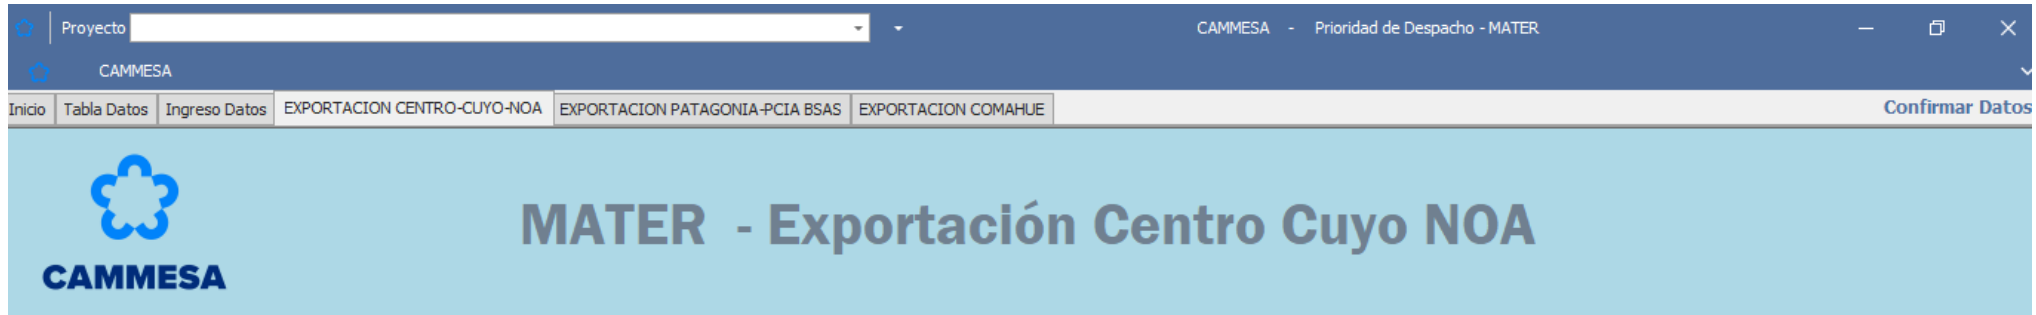 Proyecto
CAMMESA - Prioridad de Despacho - MATER
CAMMESA
Inicio Tabla Datos Ingreso Datos EXPORTACION CENTRO-CUYO-NOA EXPORTACION PATAGONIA-PCIA BSAS EXPORTACION COMAHUE Confirmar Datos
MATER - Exportación Centro Cuyo NOA
CAMMESA